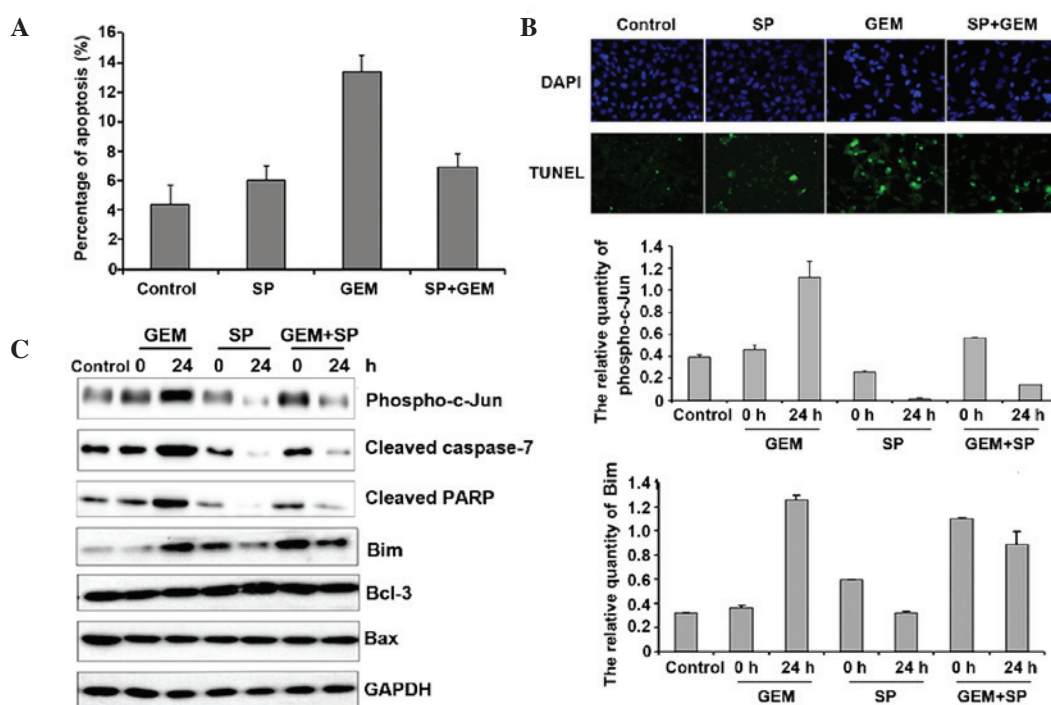 A
Percentage of apoptosis (%)
16
14
12
10
8
6
4
2
0
Control SP GEM SP+GEM
B
Control SP GEM SP+GEM
DAPI
TUNEL
The relative quantity of
phospho-c-Jun
1.4
1.2
1.0
0.8
0.6
0.4
0.2
0
Control 0 h 24 h 0 h 24 h 0 h 24 h
GEM SP GEM+SP
The relative quantity of Bim
1.4
1.2
1.0
0.8
0.6
0.4
0.2
0
Control 0 h 24 h 0 h 24 h 0 h 24 h
GEM SP GEM+SP
C
GEM SP GEM+SP
Control 0 24 0 24 0 24 h
Phospho-c-Jun
Cleaved caspase-7
Cleaved PARP
Bim
Bcl-3
Bax
GAPDH